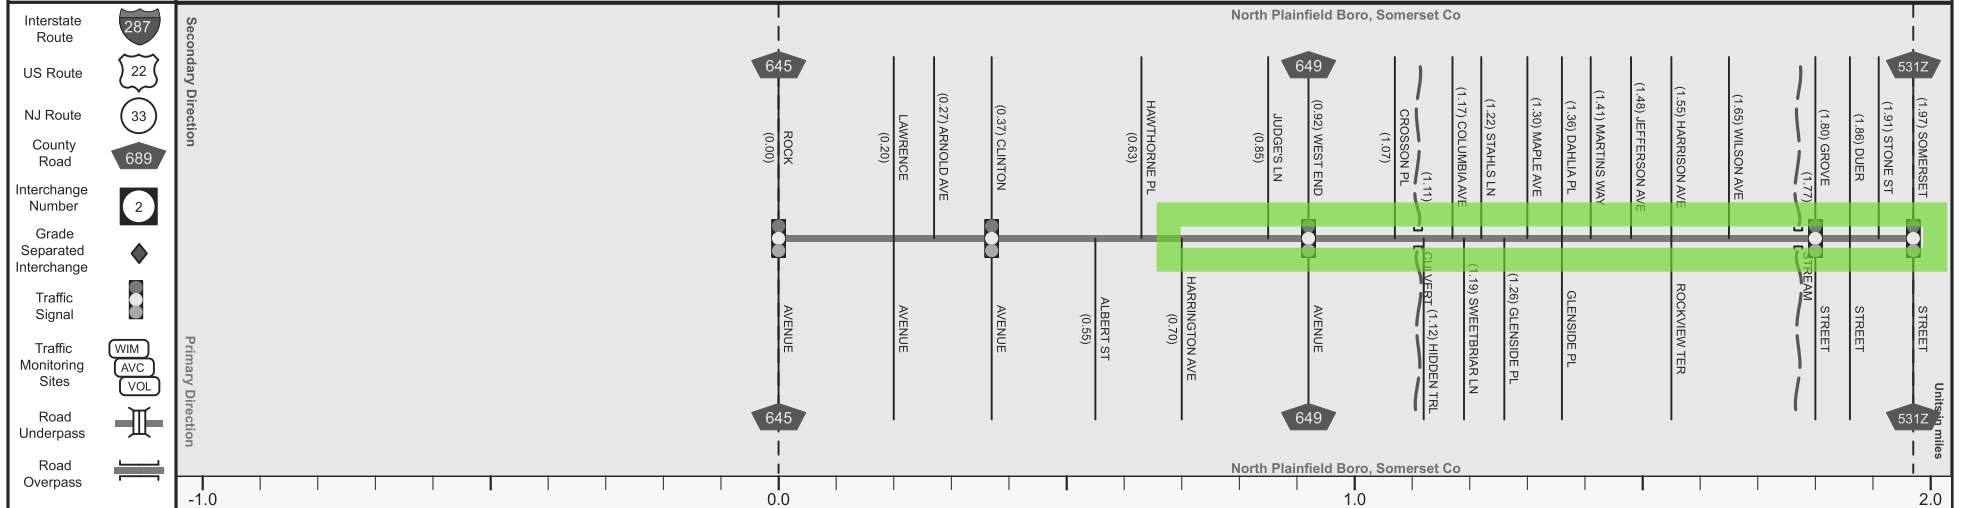 Interstate
Route
287
US Route
22
NJ Route
33
County
Road
689
Interchange
Number
2
Grade
Separated
Interchange
Traffic
Signal
Traffic
Monitoring
Sites
WIM
AVC
VOL
Road
Underpass
Road
Overpass
Secondary Direction
Primary Direction
North Plainfield Boro, Somerset Co
645
649
531Z
ROCK
(0.00)
LAWRENCE
(0.20)
(0.27) ARNOLD AVE
(0.37) CLINTON
HAWTHORNE PL
(0.63)
JUDGE'S LN
(0.85)
(0.92) WEST END
CROSSON PL
(1.07)
(1.11)
(1.17) COLUMBIA AVE
(1.22) STAHLS LN
(1.30) MAPLE AVE
(1.36) DAHLIA PL
(1.41) MARTINS WAY
(1.48) JEFFERSON AVE
(1.55) HARRISON AVE
(1.65) WILSON AVE
(1.77)
(1.80) GROVE
(1.86) DUER
(1.91) STONE ST
(1.97) SOMERSET
AVENUE
AVENUE
AVENUE
ALBERT ST
(0.55)
HARRINGTON AVE
(0.70)
AVENUE
CULVERT
(1.12) HIDDEN TRL
(1.19) SWEETBRIAR LN
(1.26) GLENSIDE PL
GLENSIDE PL
ROCKVIEW TER
STREAM
STREET
STREET
STREET
645
649
531Z
Units in miles
North Plainfield Boro, Somerset Co
-1.0
0.0
1.0
2.0